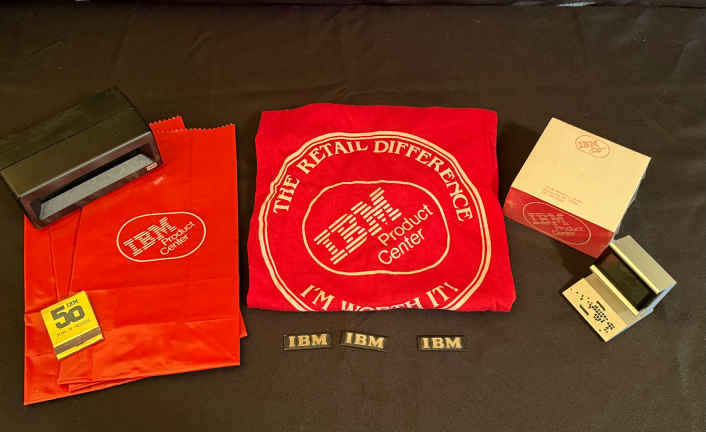 IBM
Product
Center
IBM
50
THE RETAIL DIFFERENCE
IBM
Product
Center
I'M WORTH IT!
IBM
IBM
IBM
IBM
Product
Center